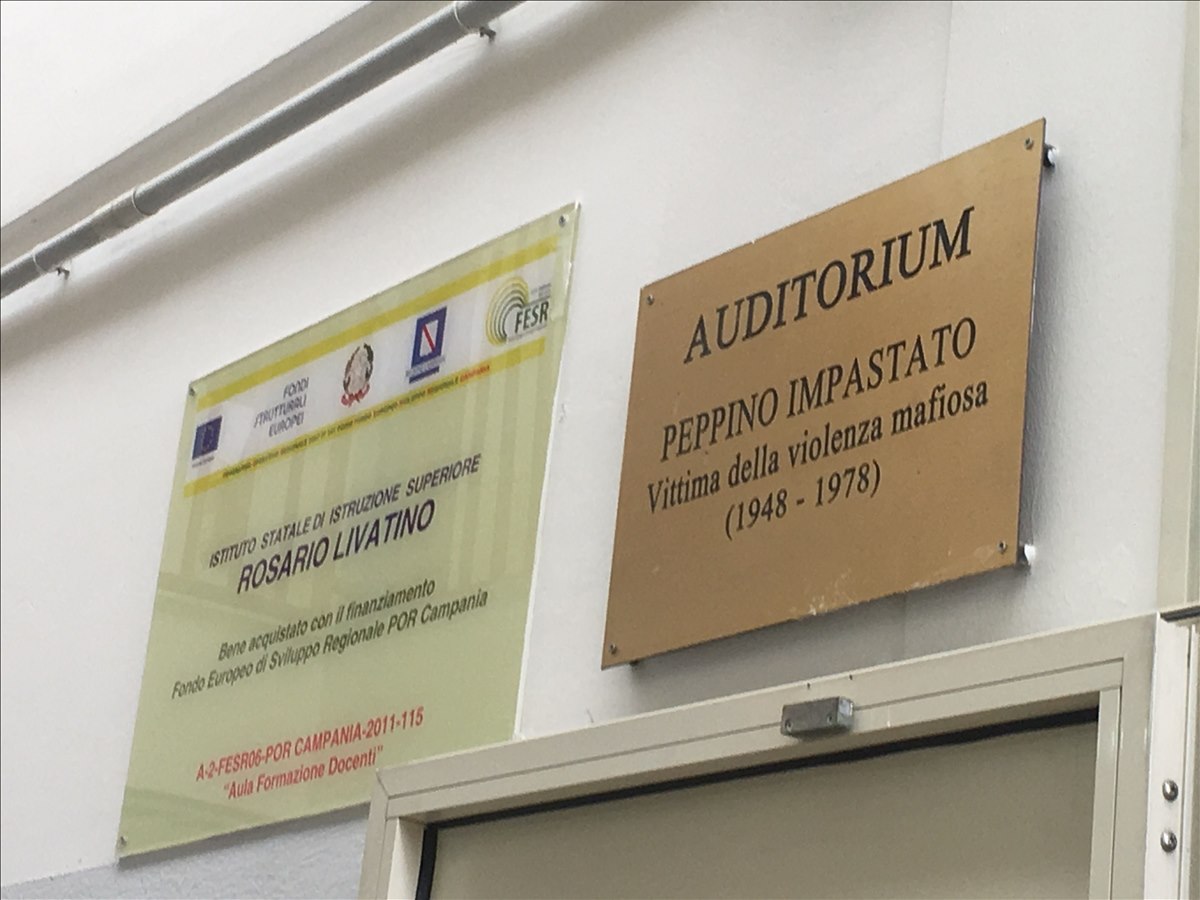 FONDI
STRUTTURALI
EUROPEI
FESR
ISTITUTO STATALE DI ISTRUZIONE SUPERIORE
ROSARIO LIVATINO
Bene acquistato con il finanziamento
Fondo Europeo di Sviluppo Regionale POR Campania
A-2-FESR06-POR CAMPANIA-2011-115
"Aula Formazione Docenti"
AUDITORIUM
PEPPINO IMPASTATO
Vittima della violenza mafiosa
(1948 - 1978)